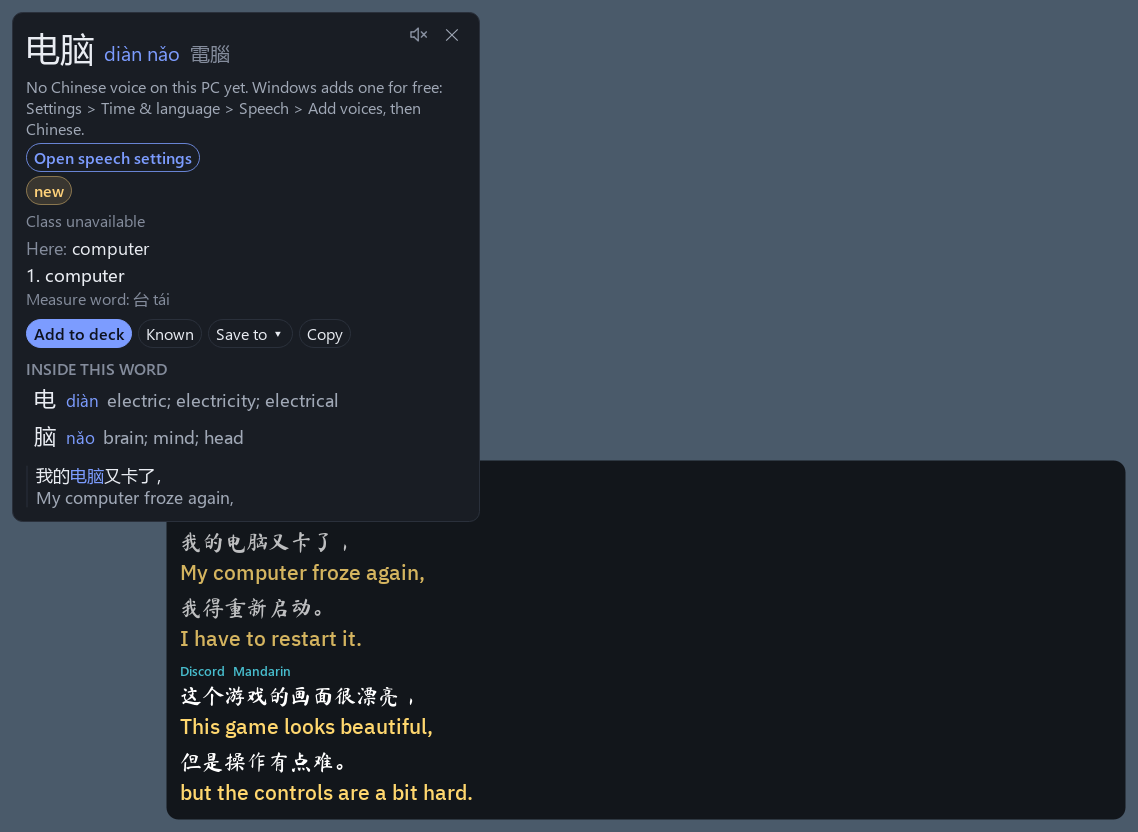 电脑 diàn nǎo 電腦
No Chinese voice on this PC yet. Windows adds one for free:
Settings > Time & language > Speech > Add voices, then
Chinese.
Open speech settings
new
Class unavailable
Here: computer
1. computer
Measure word: 台 tái
Add to deck Known Save to ▼ Copy
INSIDE THIS WORD
电 diàn electric; electricity; electrical
脑 nǎo brain; mind; head
我的电脑又卡了，
My computer froze again,
我的电脑又卡了，
My computer froze again,
我得重新启动。
I have to restart it.
Discord Mandarin
这个游戏的画面很漂亮，
This game looks beautiful,
但是操作有点难。
but the controls are a bit hard.